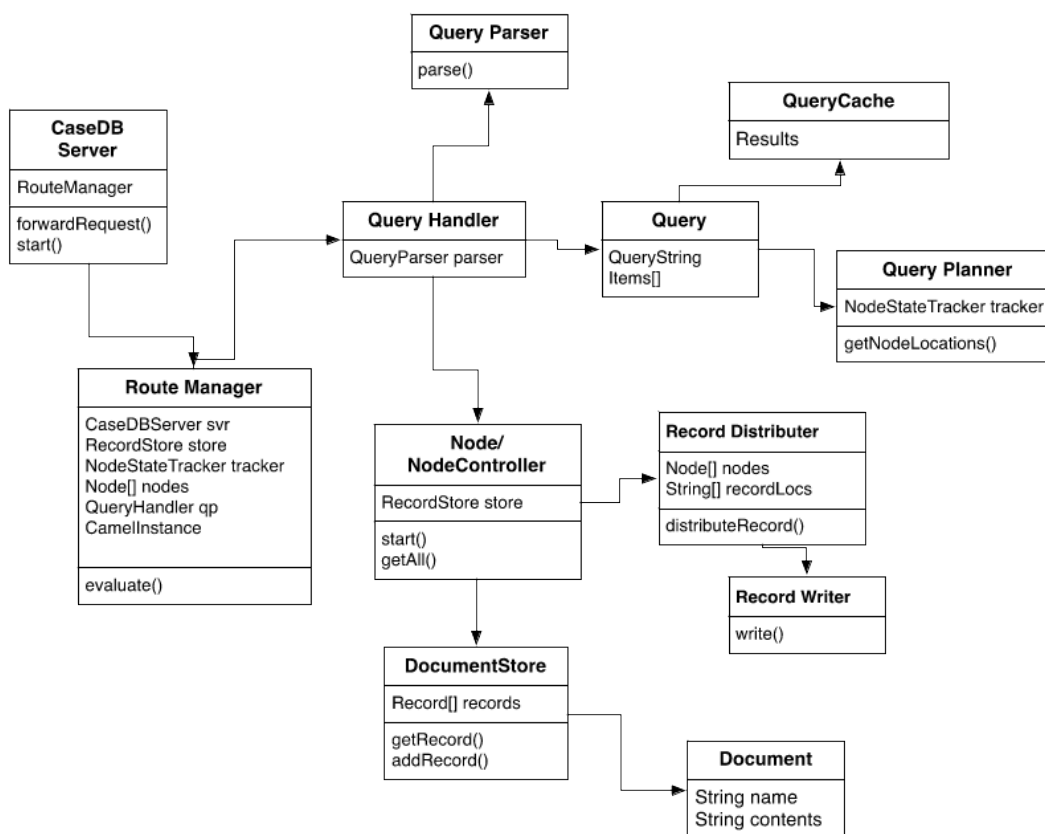 Query Parser
parse()
QueryCache
Results
CaseDB
Server
RouteManager
forwardRequest()
start()
Query Handler
QueryParser parser
Query
QueryString
Items[]
Query Planner
NodeStateTracker tracker
getNodeLocations()
Route Manager
CaseDBServer svr
RecordStore store
NodeStateTracker tracker
Node[] nodes
QueryHandler qp
CamelInstance
evaluate()
Node/
NodeController
RecordStore store
start()
getAll()
Record Distributer
Node[] nodes
String[] recordLocs
distributeRecord()
Record Writer
write()
DocumentStore
Record[] records
getRecord()
addRecord()
Document
String name
String contents